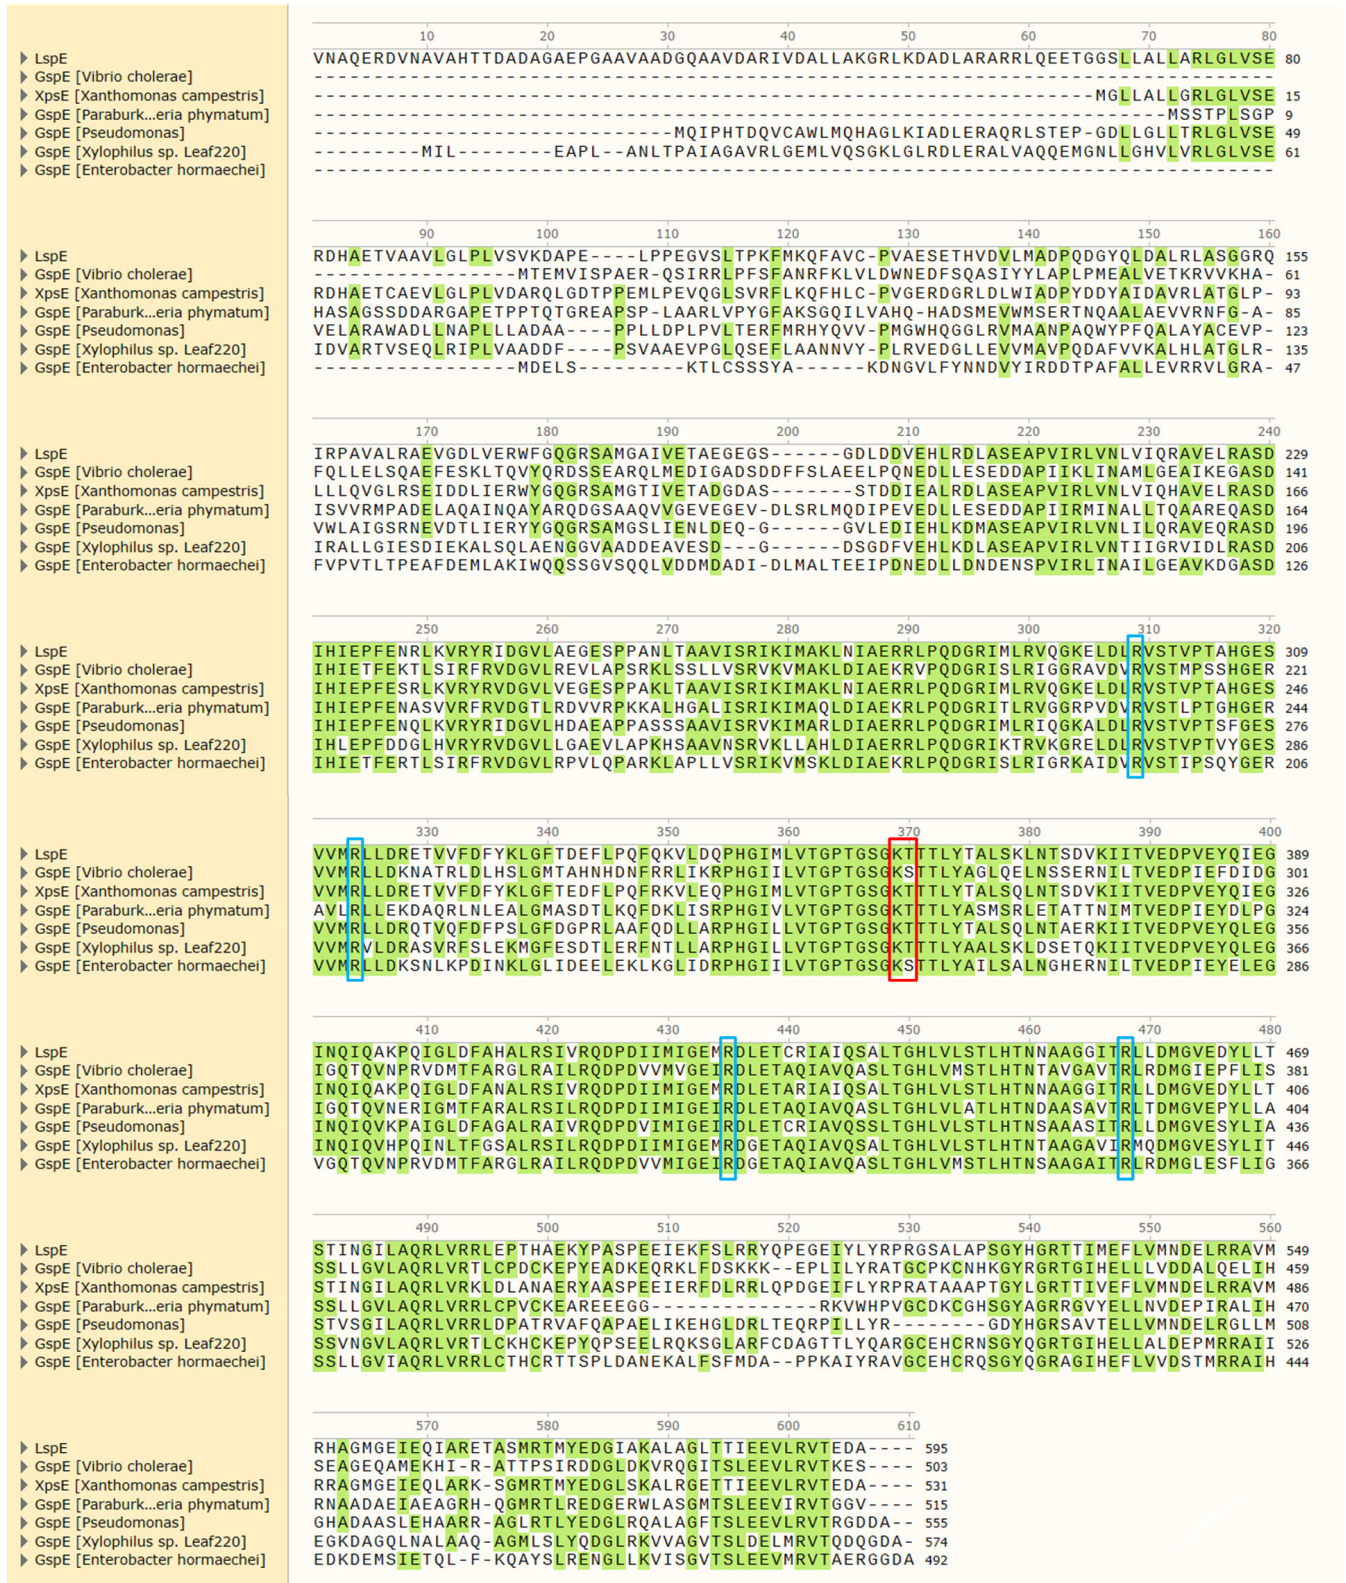 10 20 30 40 50 60 70 80
LspE VNAQERDVNAVAHTTDADAGAEPGAAVAADGQAAVDARIVDALLAKGRLKDADLARARRLQEETGGSLLALLARLGLVSE 80
GspE [Vibrio cholerae] --------------------------------------------------------------------------------
XpsE [Xanthomonas campestris] -----------------------------------------------------------------MGLLALLGRLGLVSE 15
GspE [Paraburk...eria phymatum] -----------------------------------------------------------------------MSSTPLSGP 9
GspE [Pseudomonas] ------------------------------MQIPHTDQVCAWLMQHAGLKIADLERAQRLSTEP-GDLLGLLTRLGLVSE 49
GspE [Xylophilus sp. Leaf220] ---------MIL--------EAPL--ANLTPAIAGAVRLGEMLVQSGKLGLRDLERALVAQQEMGNLLGHVLVRLGLVSE 61
GspE [Enterobacter hormaechei] --------------------------------------------------------------------------------
90 100 110 120 130 140 150 160
LspE RDHAETVAAVLGLPLVSVKDAPE----LPPEGVSLTPKFMKQFAVC-PVAESETHVDVLMADPQDGYQLDALRLASGGRQ 155
GspE [Vibrio cholerae] -----------------MTEMVISPAER-QSIRRLPFSFANRFKLVLDWNEDFSQASIYYLAPLPMEALVETKRVVKHA- 61
XpsE [Xanthomonas campestris] RDHAETCAEVLGLPLVDARQLGDTPPEMLPEVQGLSVRFLKQFHLC-PVGERDGRLDLWIADPYDDYAIDAVRLATGLP- 93
GspE [Paraburk...eria phymatum] HASAGSSDDARGAPETPPTQTGREAPSP-LAARLVPYGFAKSGQILVAHQ-HADSMEVWMSERTNQAALAEVVRNFG-A- 85
GspE [Pseudomonas] VELARAWADLLNAPLLLADAA----PPLLDPLPVLTERFMRHYQVV-PMGWHQGGLRVMAANPAQWYPFQALAYACEVP- 123
GspE [Xylophilus sp. Leaf220] IDVARTVSEQLRIPLVAADDF----PSVAAEVPGLQSEFLAANNVY-PLRVEDGLLEVVMAVPQDAFVVKALHLATGLR- 135
GspE [Enterobacter hormaechei] -----------------MDELS--------KTLCSSSYA------KDNGVLFYNNDVYIRDDTPAFALLEVRRVLGRA- 47
170 180 190 200 210 220 230 240
LspE IRPAVALRAEVGDLVERWFGQGRSAMGAIVETAEGEGS------GDLDDVEHLRDLASEAPVIRLVNLVIQRAVELRASD 229
GspE [Vibrio cholerae] FQLLELSQAEFESKLTQVYQRDSSEARQLMEDIGADSDDFFSLAEELPQNEDLLESEDDAPIIKLINAMLGEAIKEGASD 141
XpsE [Xanthomonas campestris] LLLQVGLRSEIDDLIERWYGQGRSAMGTIVETADGDAS-------STDDIEALRDLASEAPVIRLVNLVIQHAVELRASD 166
GspE [Paraburk...eria phymatum] ISVVRMPADELAQAINQAYARQDGSAAQVVGEVEGEV-DLSRLMQDIPEVEDLLESEDDAPIIRMINALLTQAAREQASD 164
GspE [Pseudomonas] VWLAIGSRNEVDTLIERYYGQGRSAMGSLIENLDEQ-G------GVLEDIEHLKDMASEAPVIRLVNLILQRAVEQRASD 196
GspE [Xylophilus sp. Leaf220] IRALLGIESDIEKALSQLAENGGVAADDEAVESD---G------DSGDFVEHLKDLASEAPVIRLVNTIIGRVIDLRASD 206
GspE [Enterobacter hormaechei] FVPVTLTPEAFDEMLAKIWQQSSGVSQQLVDDMDADI-DLMALTEEIPDNEDLLDNDENSPVIRLINAILGEAVKDGASD 126
250 260 270 280 290 300 310 320
LspE IHIEPFENRLKVRYRIDGVLAEGESPPANLTAAVISRIKIMAKLNIAERRLPQDGRIMLRVQGKELDLRVSTVPTAHGES 309
GspE [Vibrio cholerae] IHIETFEKTLSIRFRVDGVLREVLAPSRKLSSLLVSRVKVMAKLDIAEKRVPQDGRISLRIGGRAVDVRVSTMPSSHGER 221
XpsE [Xanthomonas campestris] IHIEPFESRLKVRYRVDGVLVEGESPPAKLTAAVISRIKIMAKLNIAERRLPQDGRIMLRVQGKELDLRVSTVPTAHGES 246
GspE [Paraburk...eria phymatum] IHIEPFENASVVRFRVDGTLRDVVRPKKALHGALISRIKIMAQLDIAEKRLPQDGRITLRVGGRPVDVRVSTLPTGHGER 244
GspE [Pseudomonas] IHIEPFENQLKVRYRIDGVLHDAEAPPASSSAAVISRVKIMARLDIAERRLPQDGRIMLRIQGKALDLRVSTVPTSFGES 276
GspE [Xylophilus sp. Leaf220] IHLEPFDDGLHVRYRVDGVLLGAEVLAPKHSAAVNSRVKLLAHLDIAERRLPQDGRIKTRVKGRELDLRVSTVPTVYGES 286
GspE [Enterobacter hormaechei] IHIETFERTLSIRFRVDGVLRPVLQPARKLAPLLVSRIKVMSKLDIAEKRLPQDGRISLRIGRKAIDVRVSTIPSQYGER 206
330 340 350 360 370 380 390 400
LspE VVMRLLDRETVVFDFYKLGFTDEFLPQFQKVLDQPHGIMLVTGPTGSGKTTTLYTALSKLNTSDVKIITVEDPVEYQIEG 389
GspE [Vibrio cholerae] VVMRLLDKNATRLDLHSLGMTAHNHDNFRRLIKRPHGIILVTGPTGSGKSTTLYAGLQELNSSERNILTVEDPIEFDIDG 301
XpsE [Xanthomonas campestris] VVMRLLDRETVVFDFYKLGFTEDFLPQFRKVLEQPHGIMLVTGPTGSGKTTTLYTALSQLNTSDVKIITVEDPVEYQIEG 326
GspE [Paraburk...eria phymatum] AVLRLLEKDAQRLNLEALGMASDTLKQFDKLISRPHGIVLVTGPTGSGKTTTLYASMSRLETATTNIMTVEDPIEYDLPG 324
GspE [Pseudomonas] VVMRLLDRQTVQFDFPSLGFDGPRLAAFQDLLARPHGILLVTGPTGSGKTTTLYTALSQLNTAERKIITVEDPVEYQLEG 356
GspE [Xylophilus sp. Leaf220] VVMRVLDRASVRFSLEKMGFESDTLERFNTLLARPHGILLVTGPTGSGKTTTLYAALSKLDSETQKIITVEDPVEYQLEG 366
GspE [Enterobacter hormaechei] VVMRLLDKSNLKPDINKLGLIDEELEKLKGLIDRPHGIILVTGPTGSGKSTTLYAILSALNGHERNILTVEDPIEYELEG 286
410 420 430 440 450 460 470 480
LspE INQIQAKPQIGLDFAHALRSIVRQDPDIIMIGEMRDLETCRIAIQSALTGHLVLSTLHTNNAAGGITRLLDMGVEDYLLT 469
GspE [Vibrio cholerae] IGQTQVNPRVDMTFARGLRAILRQDPDVVMVGEIRDLETAQIAVQASLTGHLVMSTLHTNTAVGAVTRLRDMGIEPFLIS 381
XpsE [Xanthomonas campestris] INQIQAKPQIGLDFANALRSIVRQDPDIIMIGEMRDLETARIAIQSALTGHLVLSTLHTNNAAGGITRLLDMGVEDYLLT 406
GspE [Paraburk...eria phymatum] IGQTQVNERIGMTFARALRSILRQDPDIIMIGEIRDLETAQIAVQASLTGHLVLATLHTNDAASAVTRLTDMGVEPYLLA 404
GspE [Pseudomonas] INQIQVKPAIGLDFAGALRAIVRQDPDVIMIGEIRDLETCRIAVQSALTGHLVLSTLHTNSAAASITRLLDMGVESYLIA 436
GspE [Xylophilus sp. Leaf220] INQIQVHPQINLTFGSALRSILRQDPDIIMIGEMRDGETAQIAVQSALTGHLVLSTLHTNTAAGAVIRMQDMGVESYLIT 446
GspE [Enterobacter hormaechei] VGQTQVNPRVDMTFARGLRAILRQDPDVVMIGEIRDGETAQIAVQASLTGHLVMSTLHTNSAAGAITRLRDMGLESFLIG 366
490 500 510 520 530 540 550 560
LspE STINGILAQRLVRRLEPTHAEKYPASPEEIEKFSLRRYQPEGEIYLYRPRGSALAPSGYHGRTTIMEFLVMNDELRRAVM 549
GspE [Vibrio cholerae] SSLLGVLAQRLVRTLCPDCKEPYEADKEQRKLFDSKKK--EPLILYRATGCPKCNHKGYRGRTGIHELLLVDDALQELIH 459
XpsE [Xanthomonas campestris] STINGILAQRLVRKLDLANAERYAASPEEIERFDLRRLQPDGEIFLYRPRATAAAPTGYLGRTTIVEFLVMNDELRRAVM 486
GspE [Paraburk...eria phymatum] SSLLGVLAQRLVRRLCPVCKEAREEEGG--------------RKVWHPVGCDKCGHSGYAGRRGVYELLNVDEPIRALIH 470
GspE [Pseudomonas] STVSGILAQRLVRRLDPATRVAFQAPAELIKEHGLDRLTEQRPILLYR--------GDYHGRSAVTELLVMNDELRGLLM 508
GspE [Xylophilus sp. Leaf220] SSVNGVLAQRLVRTLCKHCKEPYQPSEELRQKSGLARFCDAGTTLYQARGCEHCRNSGYQGRTGIHELLALDEPMRRAII 526
GspE [Enterobacter hormaechei] SSLLGVIAQRLVRRLCTHCRTTSPLDANEKALFSFMDA--PPKAIYRAVGCEHCRQSGYQGRAGIHEFLVVDSTMRRAIH 444
570 580 590 600 610
LspE RHAGMGEIEQIARETASMRTMYEDGIAKALAGLTTIEEVLRVTEDA---- 595
GspE [Vibrio cholerae] SEAGEQAMEKHI-R-ATTPSIRDDGLDKVRQGITSLEEVLRVTKES---- 503
XpsE [Xanthomonas campestris] RRAGMGEIEQLARK-SGMRTMYEDGLSKALRGETTIEEVLRVTEDA---- 531
GspE [Paraburk...eria phymatum] RNAADAEIAEAGRH-QGMRTLREDGERWLASGMTSLEEVIRVTGGV---- 515
GspE [Pseudomonas] GHADAASLEHAARR-AGLRTLYEDGLRQALAGFTSLEEVLRVTRGDDA-- 555
GspE [Xylophilus sp. Leaf220] EGKDAGQLNALAAQ-AGMLSLYQDGLRKVVAGVTSLDELMRVTQDQGDA- 574
GspE [Enterobacter hormaechei] EDKDEMSIETQL-F-KQAYSLRENGLLKVISGVTSLEEVMRVTAERGGDA 492